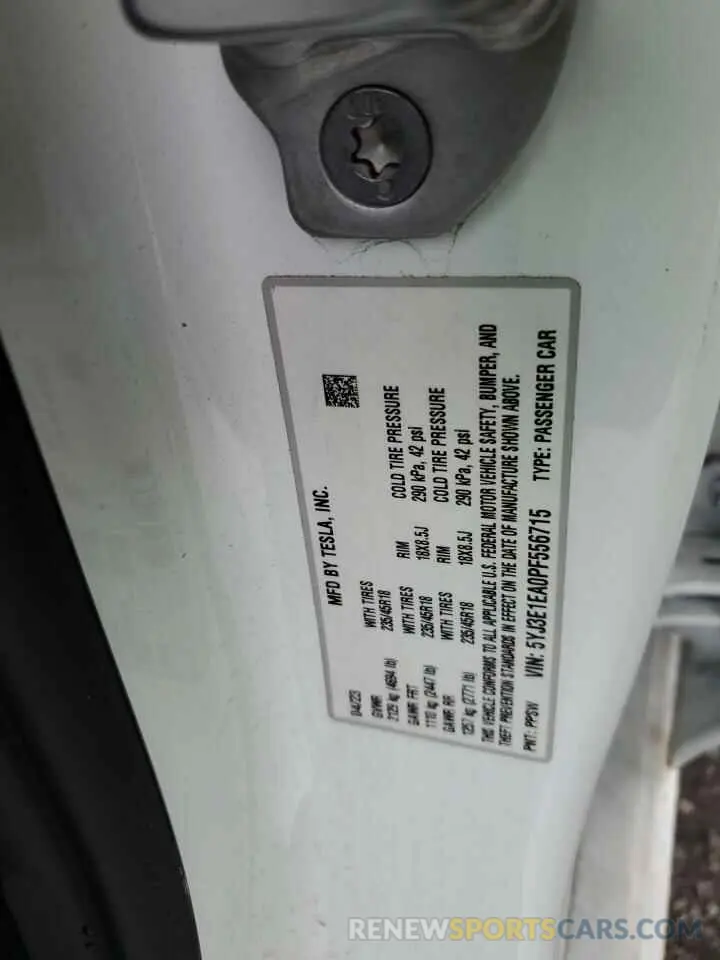 MFD BY TESLA, INC.
04/23
GVWR WITH TIRES RIM COLD TIRE PRESSURE
2129 kg (4694 lb) 235/45R18 18X8.5J 290 kPa, 42 psi
GAWR FRT WITH TIRES RIM COLD TIRE PRESSURE
1110 kg (2447 lb) 235/45R18 18X8.5J 290 kPa, 42 psi
GAWR RR
1257 kg (2771 lb) 235/45R18
THIS VEHICLE CONFORMS TO ALL APPLICABLE U.S. FEDERAL MOTOR VEHICLE SAFETY, BUMPER, AND
THEFT PREVENTION STANDARDS IN EFFECT ON THE DATE OF MANUFACTURE SHOWN ABOVE.
PNT: PPSW VIN: 5YJ3E1EA0PF556715 TYPE: PASSENGER CAR
RENEWSPORTSCARS.COM